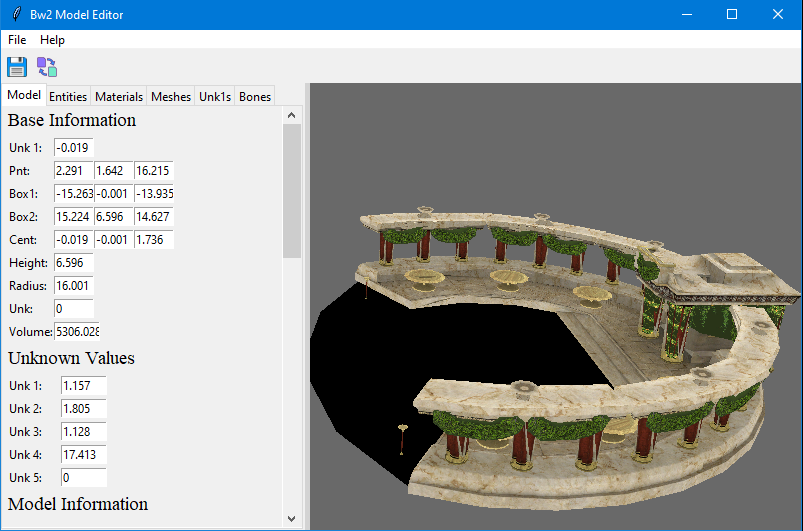 Bw2 Model Editor
File Help
Model Entities Materials Meshes Unk1s Bones
Base Information
Unk 1: -0.019
Pnt: 2.291 1.642 16.215
Box1: -15.263 -0.001 -13.935
Box2: 15.224 6.596 14.627
Cent: -0.019 -0.001 1.736
Height: 6.596
Radius: 16.001
Unk: 0
Volume: 5306.028
Unknown Values
Unk 1: 1.157
Unk 2: 1.805
Unk 3: 1.128
Unk 4: 17.413
Unk 5: 0
Model Information